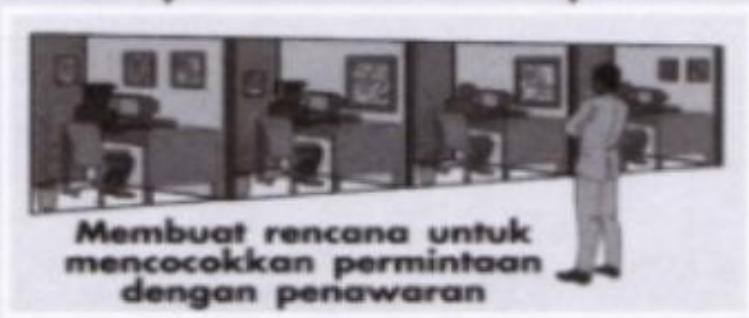 Membuat rencana untuk
mencocokkan permintaan
dengan penawaran